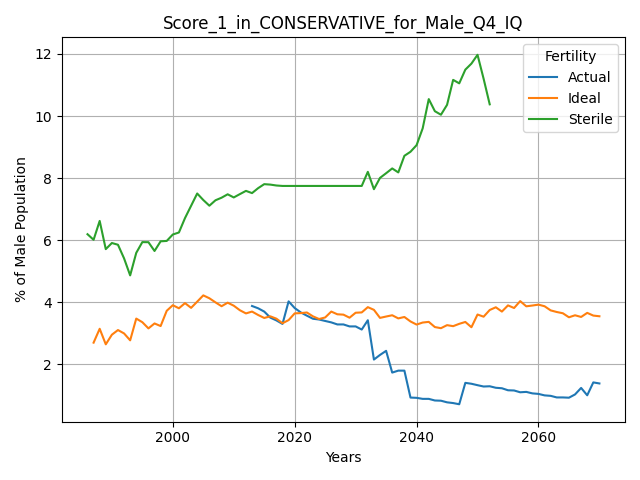 Score_1_in_CONSERVATIVE_for_Male_Q4_IQ
% of Male Population
12
10
8
6
4
2
Fertility
Actual
Ideal
Sterile
2000 2020 2040 2060
Years